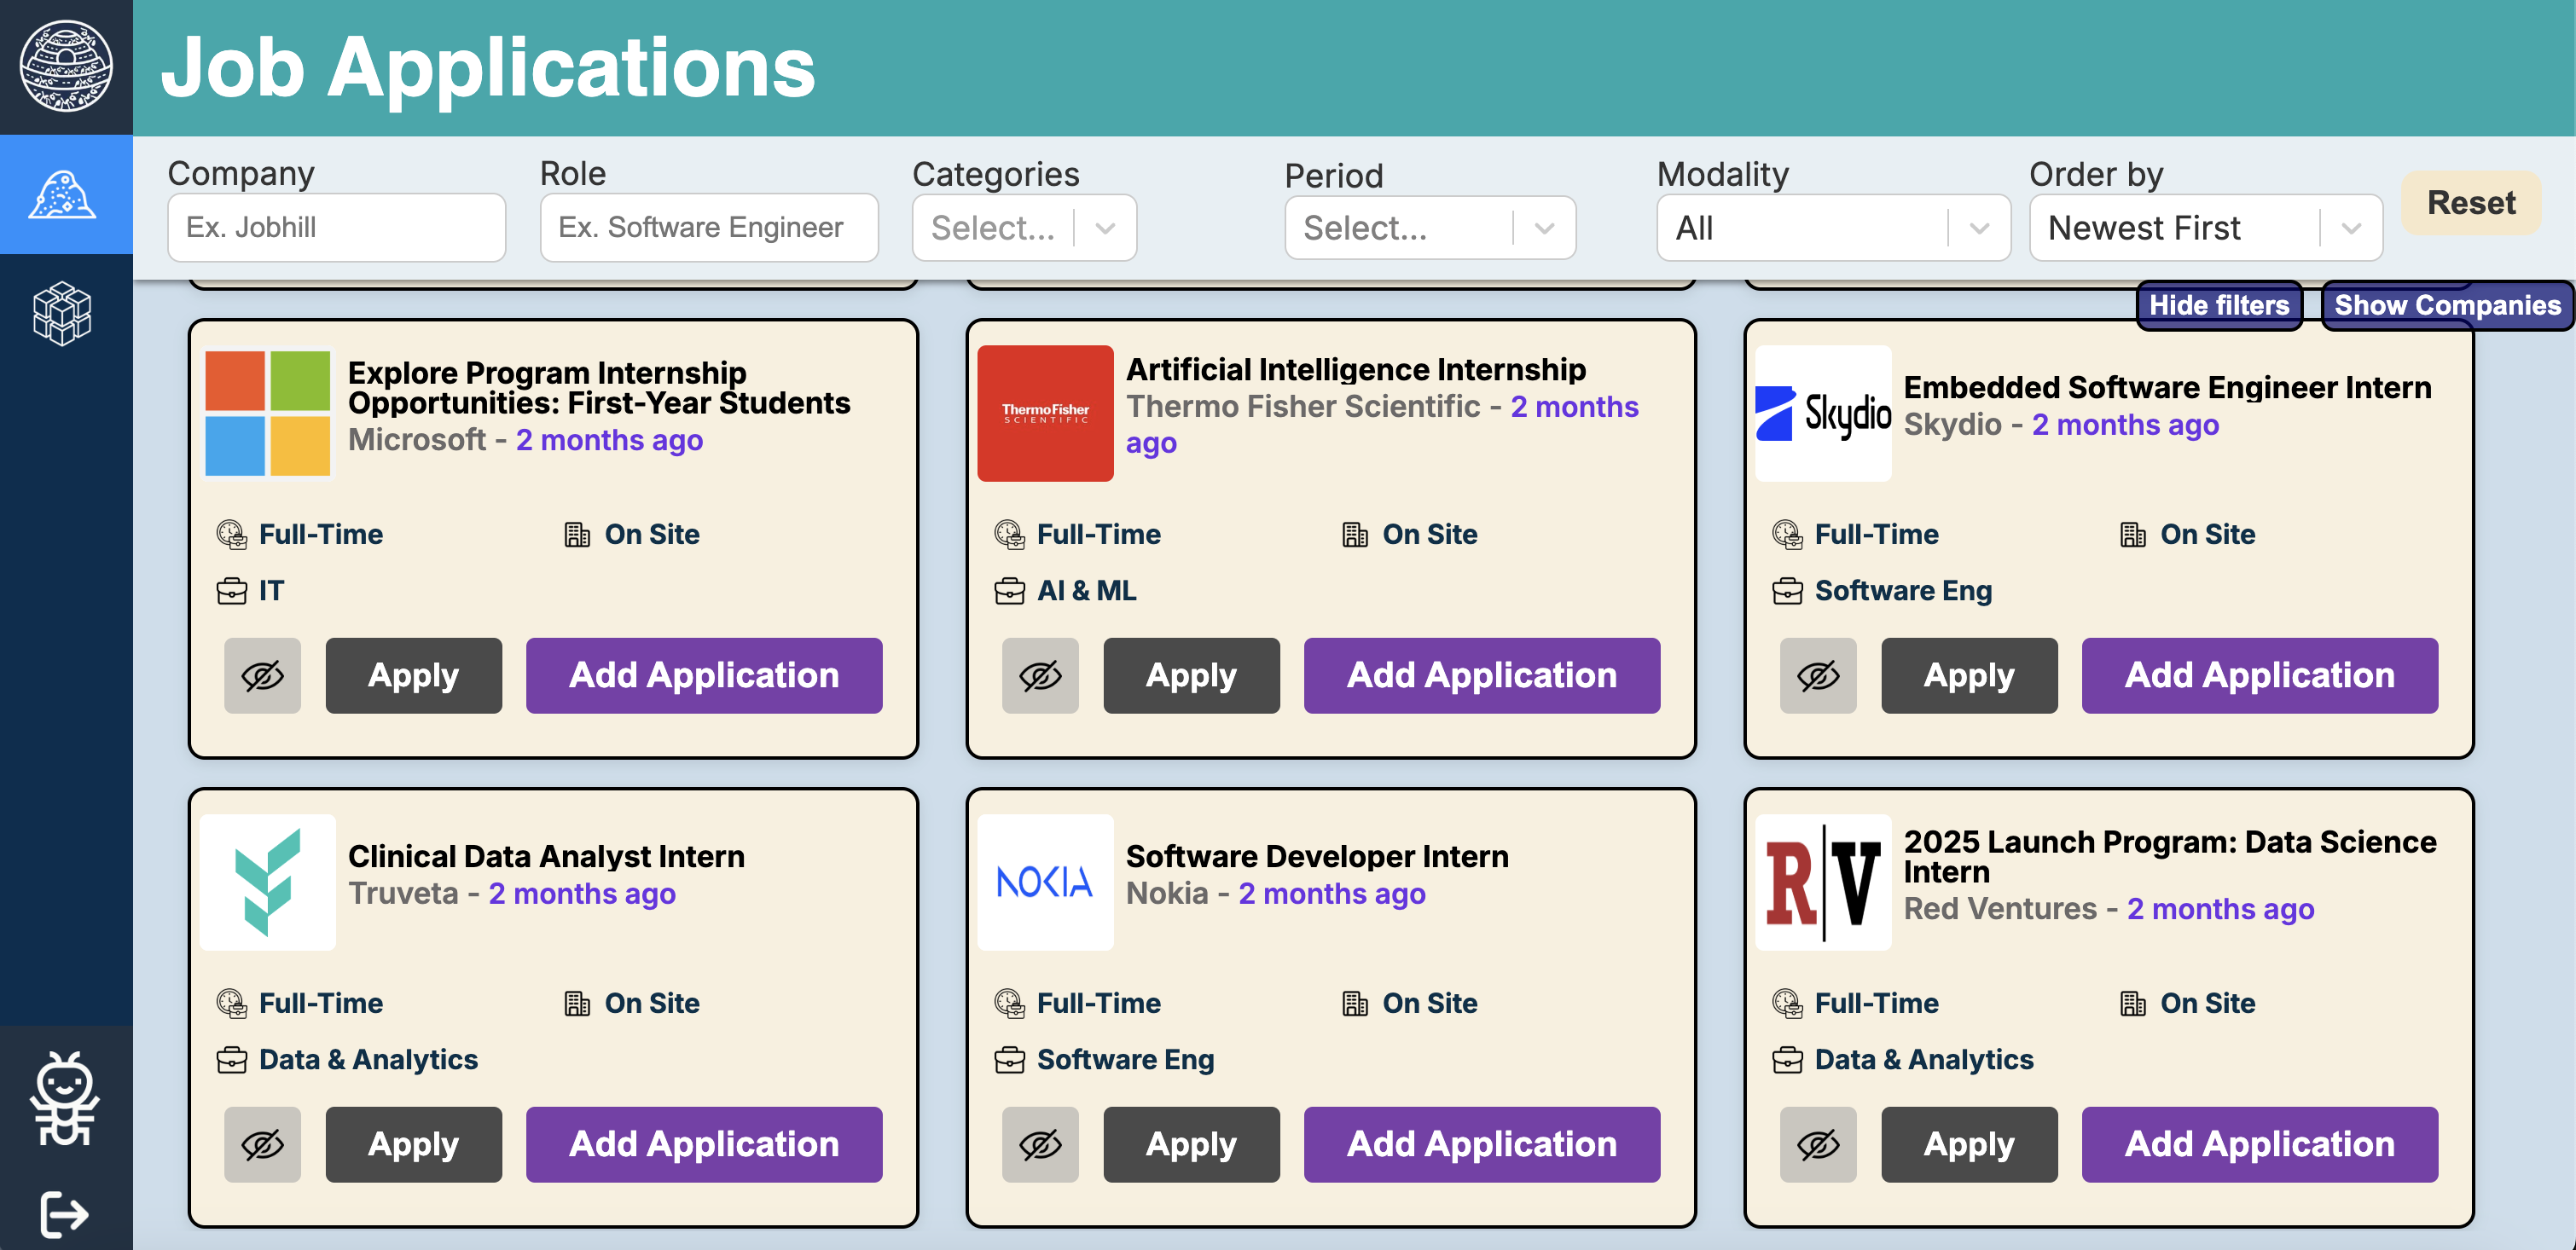 Job Applications
Company
Role
Categories
Period
Modality
Order by
Ex. Jobhill
Ex. Software Engineer
Select...
Select...
All
Newest First
Reset
Hide filters
Show Companies
Explore Program Internship
Opportunities: First-Year Students
Microsoft - 2 months ago
Full-Time
On Site
IT
Apply
Add Application
ThermoFisher
SCIENTIFIC
Artificial Intelligence Internship
Thermo Fisher Scientific - 2 months
ago
Full-Time
On Site
AI & ML
Apply
Add Application
Skydio
Embedded Software Engineer Intern
Skydio - 2 months ago
Full-Time
On Site
Software Eng
Apply
Add Application
Clinical Data Analyst Intern
Truveta - 2 months ago
Full-Time
On Site
Data & Analytics
Apply
Add Application
NOKIA
Software Developer Intern
Nokia - 2 months ago
Full-Time
On Site
Software Eng
Apply
Add Application
R|V
2025 Launch Program: Data Science
Intern
Red Ventures - 2 months ago
Full-Time
On Site
Data & Analytics
Apply
Add Application